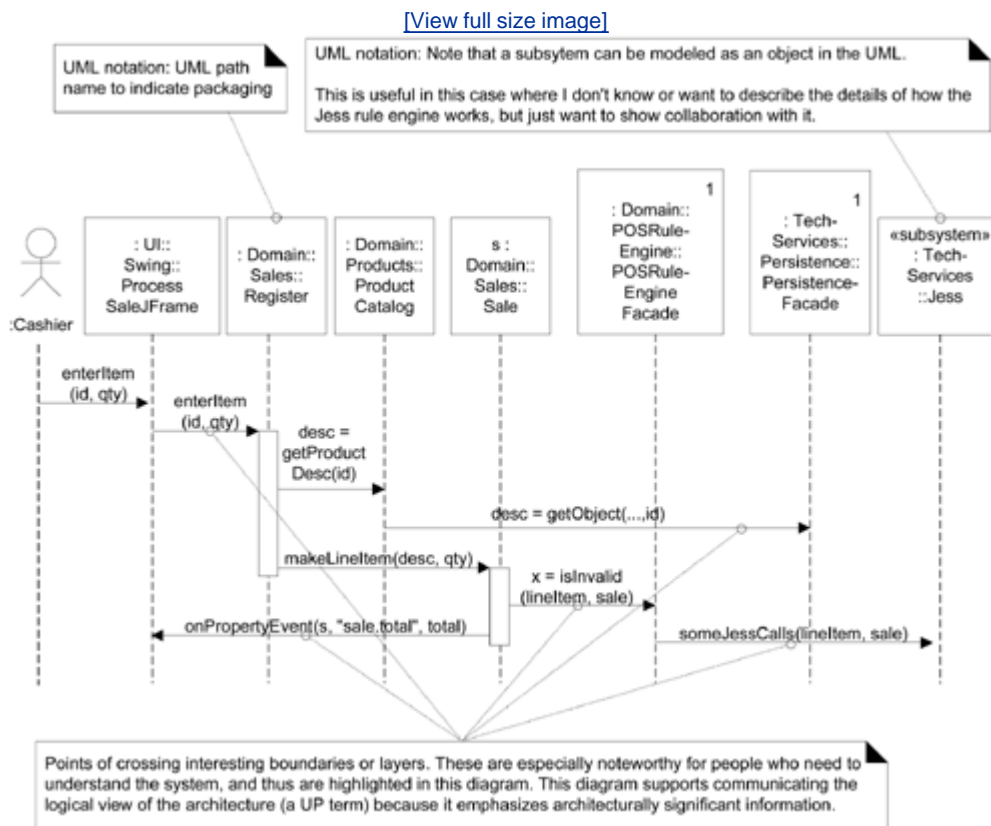 [View full size image]
UML notation: UML path
name to indicate packaging
UML notation: Note that a subsytem can be modeled as an object in the UML.
This is useful in this case where I don't know or want to describe the details of how the
Jess rule engine works, but just want to show collaboration with it.
:Cashier
: UI::
Swing::
Process
SaleJFrame
: Domain::
Sales::
Register
: Domain::
Products::
Product
Catalog
s :
Domain::
Sales::
Sale
1
: Domain::
POSRule-
Engine::
POSRule-
Engine
Facade
1
: Tech-
Services::
Persistence::
Persistence-
Facade
«subsystem»
: Tech-
Services
::Jess
enterItem
(id, qty)
enterItem
(id, qty)
desc =
getProduct
Desc(id)
desc = getObject(...,id)
makeLineItem(desc, qty)
x = isInvalid
(lineItem, sale)
onPropertyEvent(s, "sale.total", total)
someJessCalls(lineItem, sale)
Points of crossing interesting boundaries or layers. These are especially noteworthy for people who need to
understand the system, and thus are highlighted in this diagram. This diagram supports communicating the
logical view of the architecture (a UP term) because it emphasizes architecturally significant information.